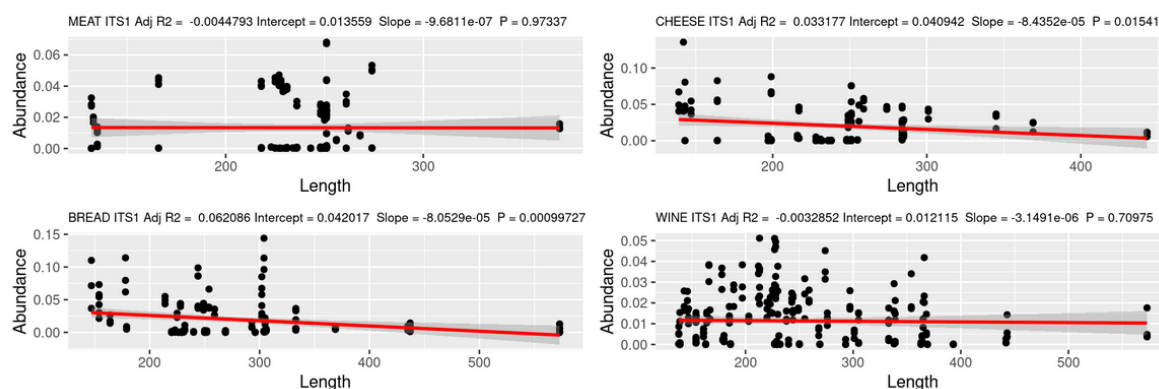 MEAT ITS1 Adj R2 = -0.0044793 Intercept = 0.013559 Slope = -9.6811e-07 P = 0.97337
0.06
0.04
0.02
0.00
Abundance
200 300
Length
CHEESE ITS1 Adj R2 = 0.033177 Intercept = 0.040942 Slope = -8.4352e-05 P = 0.01541
0.10
0.05
0.00
Abundance
200 300 400
Length
BREAD ITS1 Adj R2 = 0.062086 Intercept = 0.042017 Slope = -8.0529e-05 P = 0.00099727
0.15
0.10
0.05
0.00
Abundance
200 300 400 500
Length
WINE ITS1 Adj R2 = -0.0032852 Intercept = 0.012115 Slope = -3.1491e-06 P = 0.70975
0.05
0.04
0.03
0.02
0.01
0.00
Abundance
200 300 400 500
Length